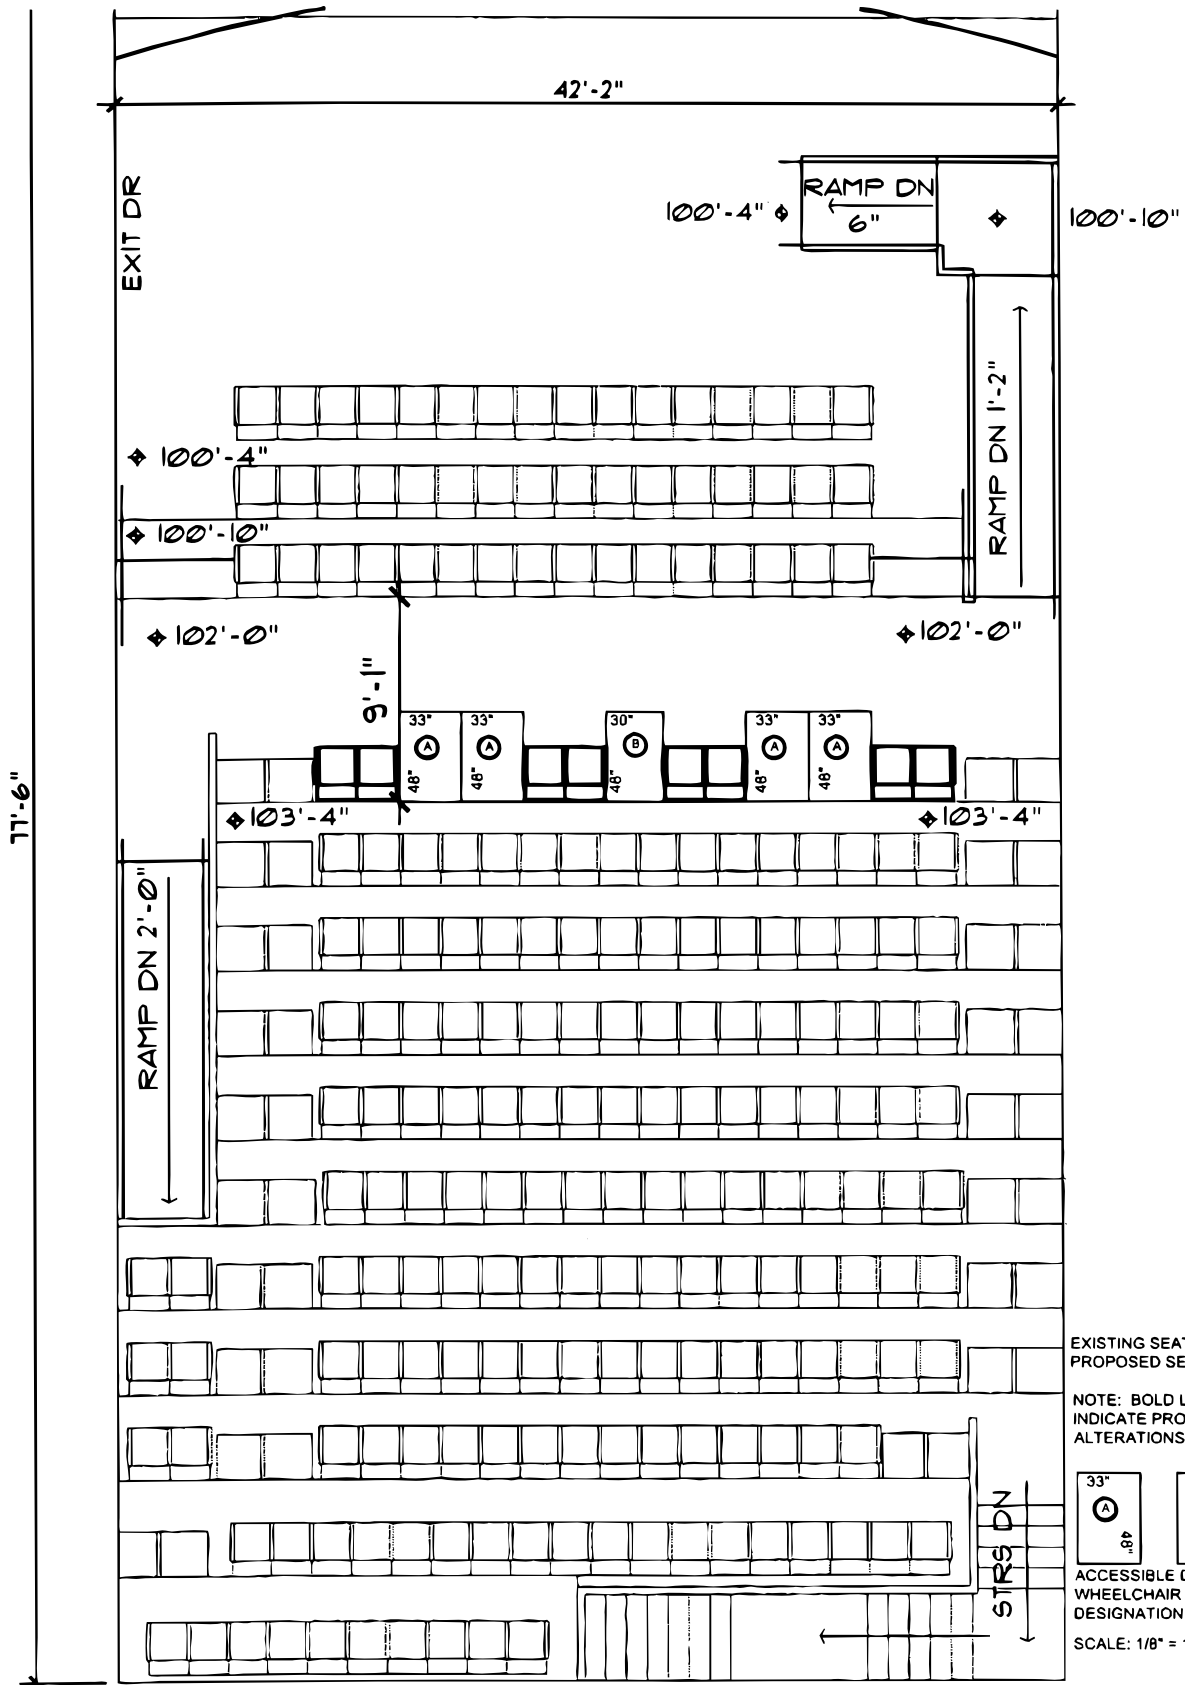 42'-2"
EXIT DR
RAMP DN
6"
100'-4"
100'-10"
RAMP DN 1'-2"
100'-4"
100'-10"
102'-0"
102'-0"
9'-1"
33"
A
48"
33"
A
48"
30"
B
48"
33"
A
48"
33"
A
48"
77'-6"
103'-4"
103'-4"
RAMP DN 2'-0"
EXISTING SEAT
PROPOSED SE
NOTE: BOLD L
INDICATE PRO
ALTERATIONS
33"
A
48"
STRS DN
ACCESSIBLE D
WHEELCHAIR
DESIGNATION
SCALE: 1/8" = 1